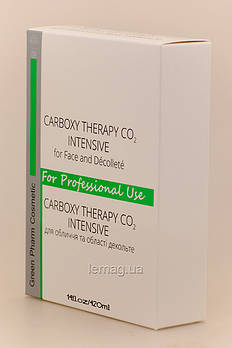 CARBOXY THERAPY CO₂
INTENSIVE
for Face and Décolleté
For Professional Use
CARBOXY THERAPY CO₂
INTENSIVE
для обличчя та області декольте
14fl.oz/420ml
Green Pharm Cosmetic
lemag.ua